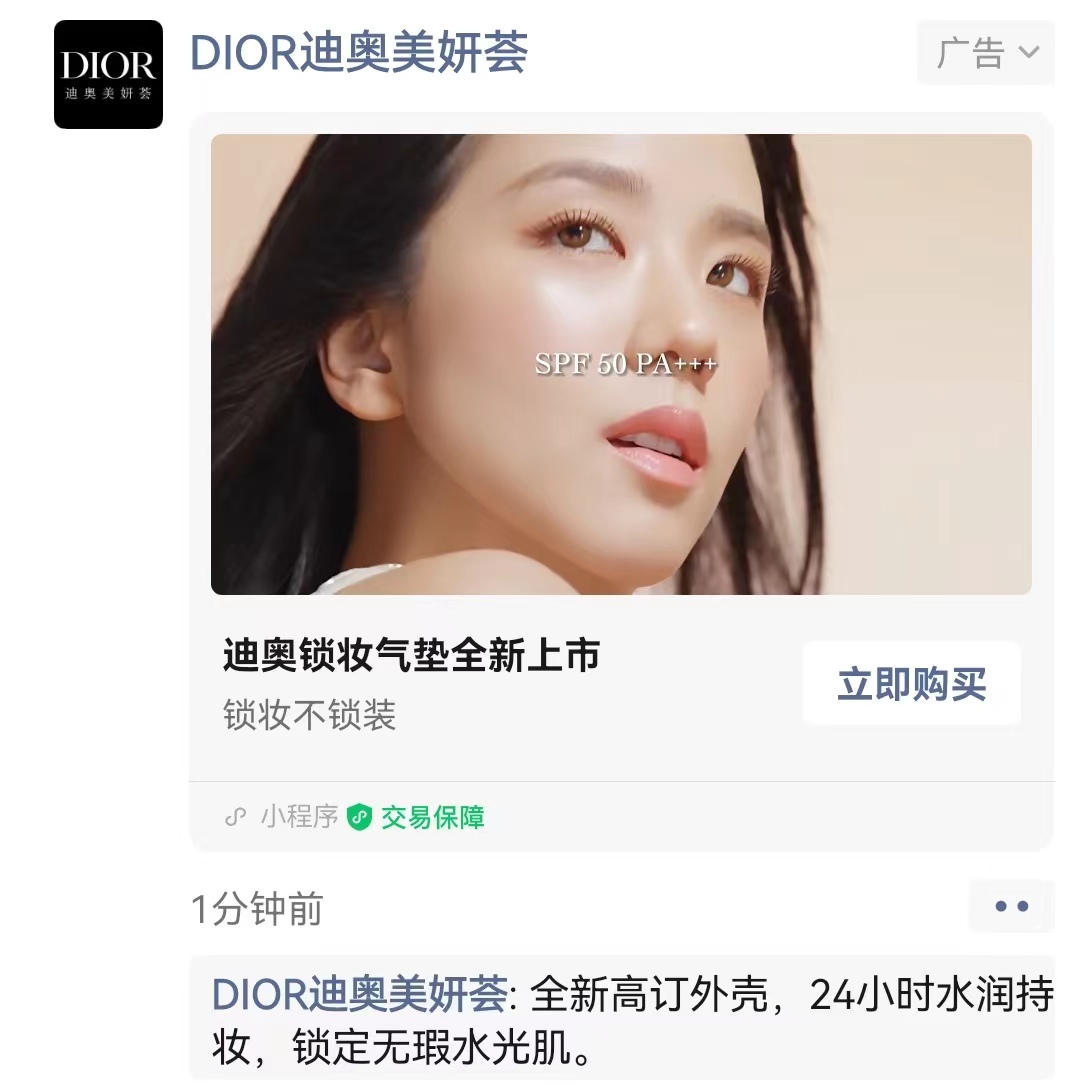 DIOR
迪奥美妍荟
DIOR迪奥美妍荟
广告
SPF 50 PA+++
迪奥锁妆气垫全新上市
锁妆不锁装
立即购买
小程序 交易保障
1分钟前
DIOR迪奥美妍荟: 全新高订外壳，24小时水润持
妆，锁定无瑕水光肌。